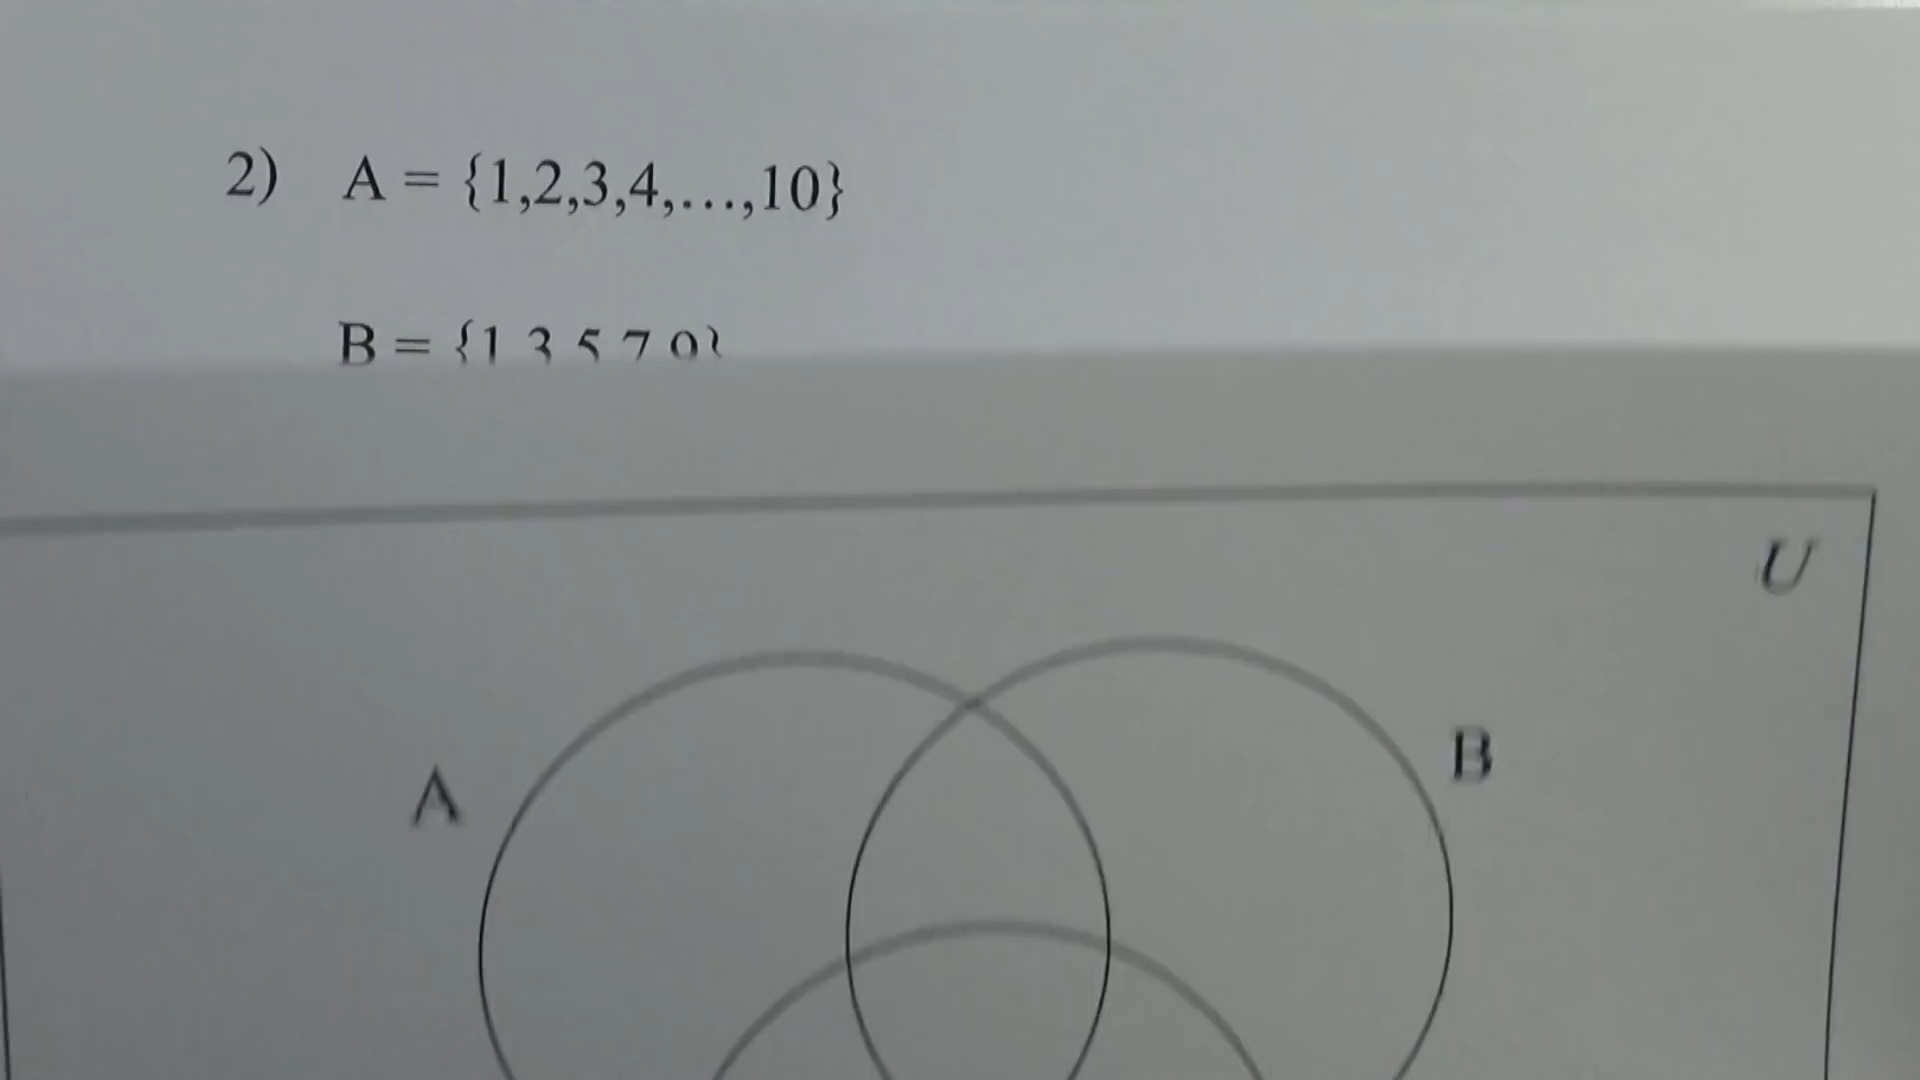 2) A = {1,2,3,4,...,10}
B = {1 3 5 7 9}
U
A
B